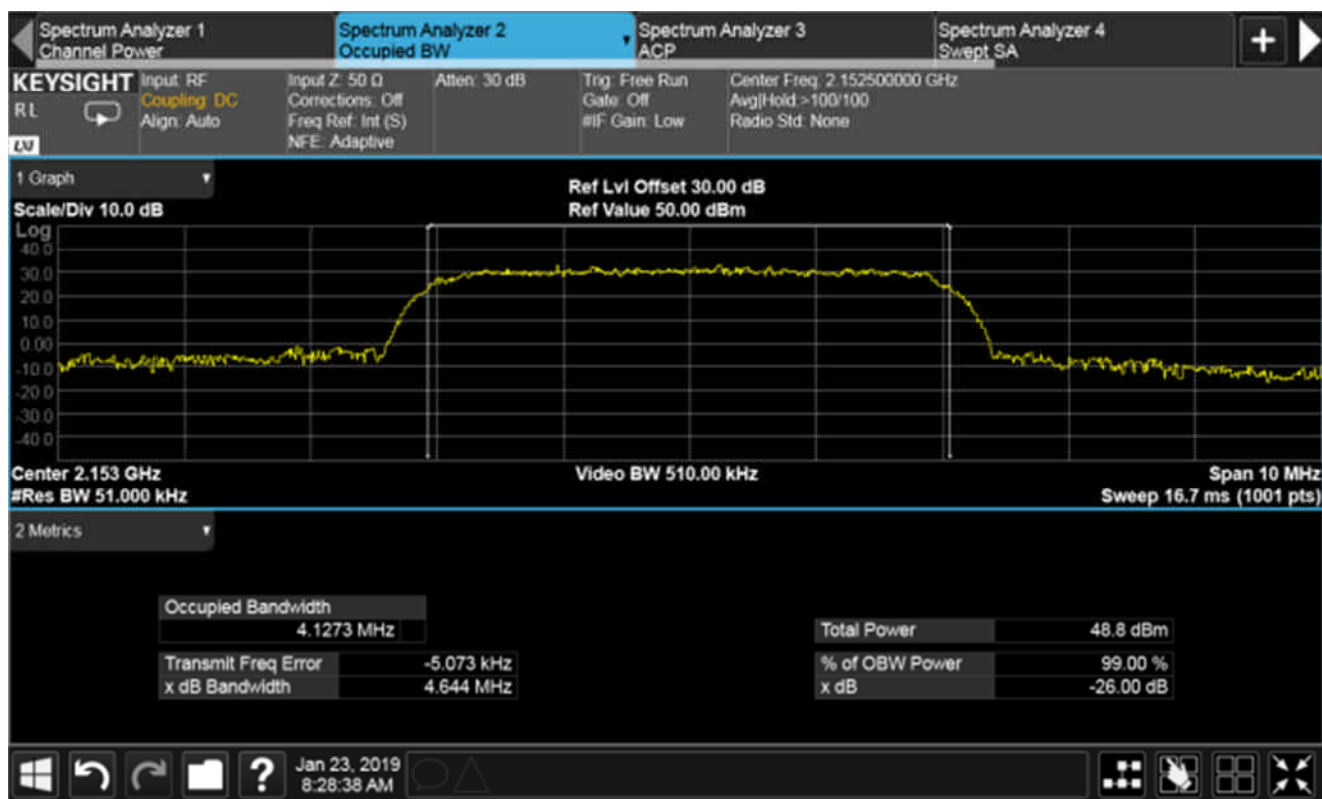 Spectrum Analyzer 1
Channel Power
Spectrum Analyzer 2
Occupied BW
Spectrum Analyzer 3
ACP
Spectrum Analyzer 4
Swept SA
KEYSIGHT
RL
Input: RF
Coupling: DC
Align: Auto
Input Z: 50 Ω
Corrections: Off
Freq Ref: Int (S)
NFE: Adaptive
Atten: 30 dB
Trig: Free Run
Gate: Off
#IF Gain: Low
Center Freq: 2.152500000 GHz
Avg|Hold:>100/100
Radio Std: None
1 Graph
Scale/Div 10.0 dB
Ref Lvl Offset 30.00 dB
Ref Value 50.00 dBm
Log
40.0
30.0
20.0
10.0
0.00
-10.0
-20.0
-30.0
-40.0
Center 2.153 GHz
#Res BW 51.000 kHz
Video BW 510.00 kHz
Span 10 MHz
Sweep 16.7 ms (1001 pts)
2 Metrics
Occupied Bandwidth
4.1273 MHz
Transmit Freq Error -5.073 kHz
x dB Bandwidth 4.644 MHz
Total Power 48.8 dBm
% of OBW Power 99.00 %
x dB -26.00 dB
?
Jan 23, 2019
8:28:38 AM